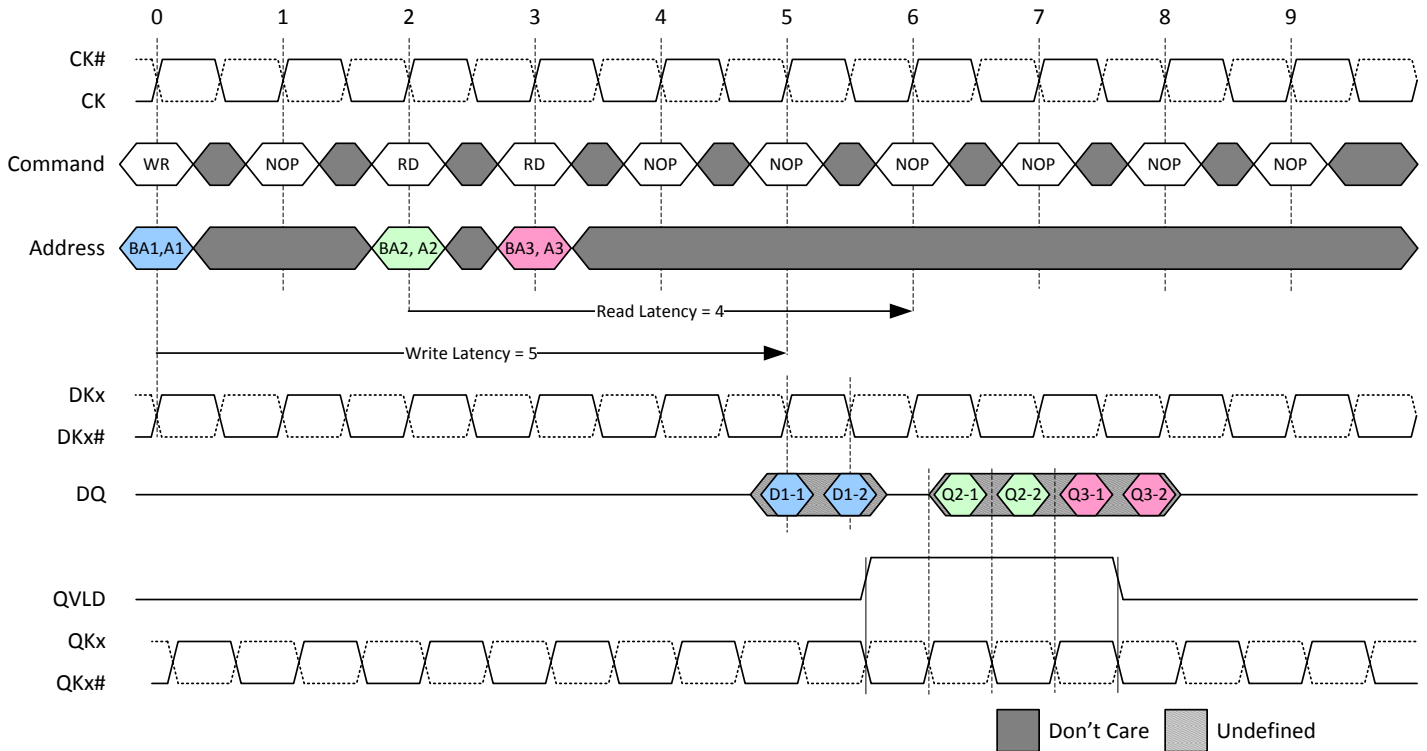 0 1 2 3 4 5 6 7 8 9
CK#
CK
Command WR NOP RD RD NOP NOP NOP NOP NOP NOP
Address BA1,A1 BA2, A2 BA3, A3
Read Latency = 4
Write Latency = 5
DKx
DKx#
DQ D1-1 D1-2 Q2-1 Q2-2 Q3-1 Q3-2
QVLD
QKx
QKx#
Don't Care Undefined